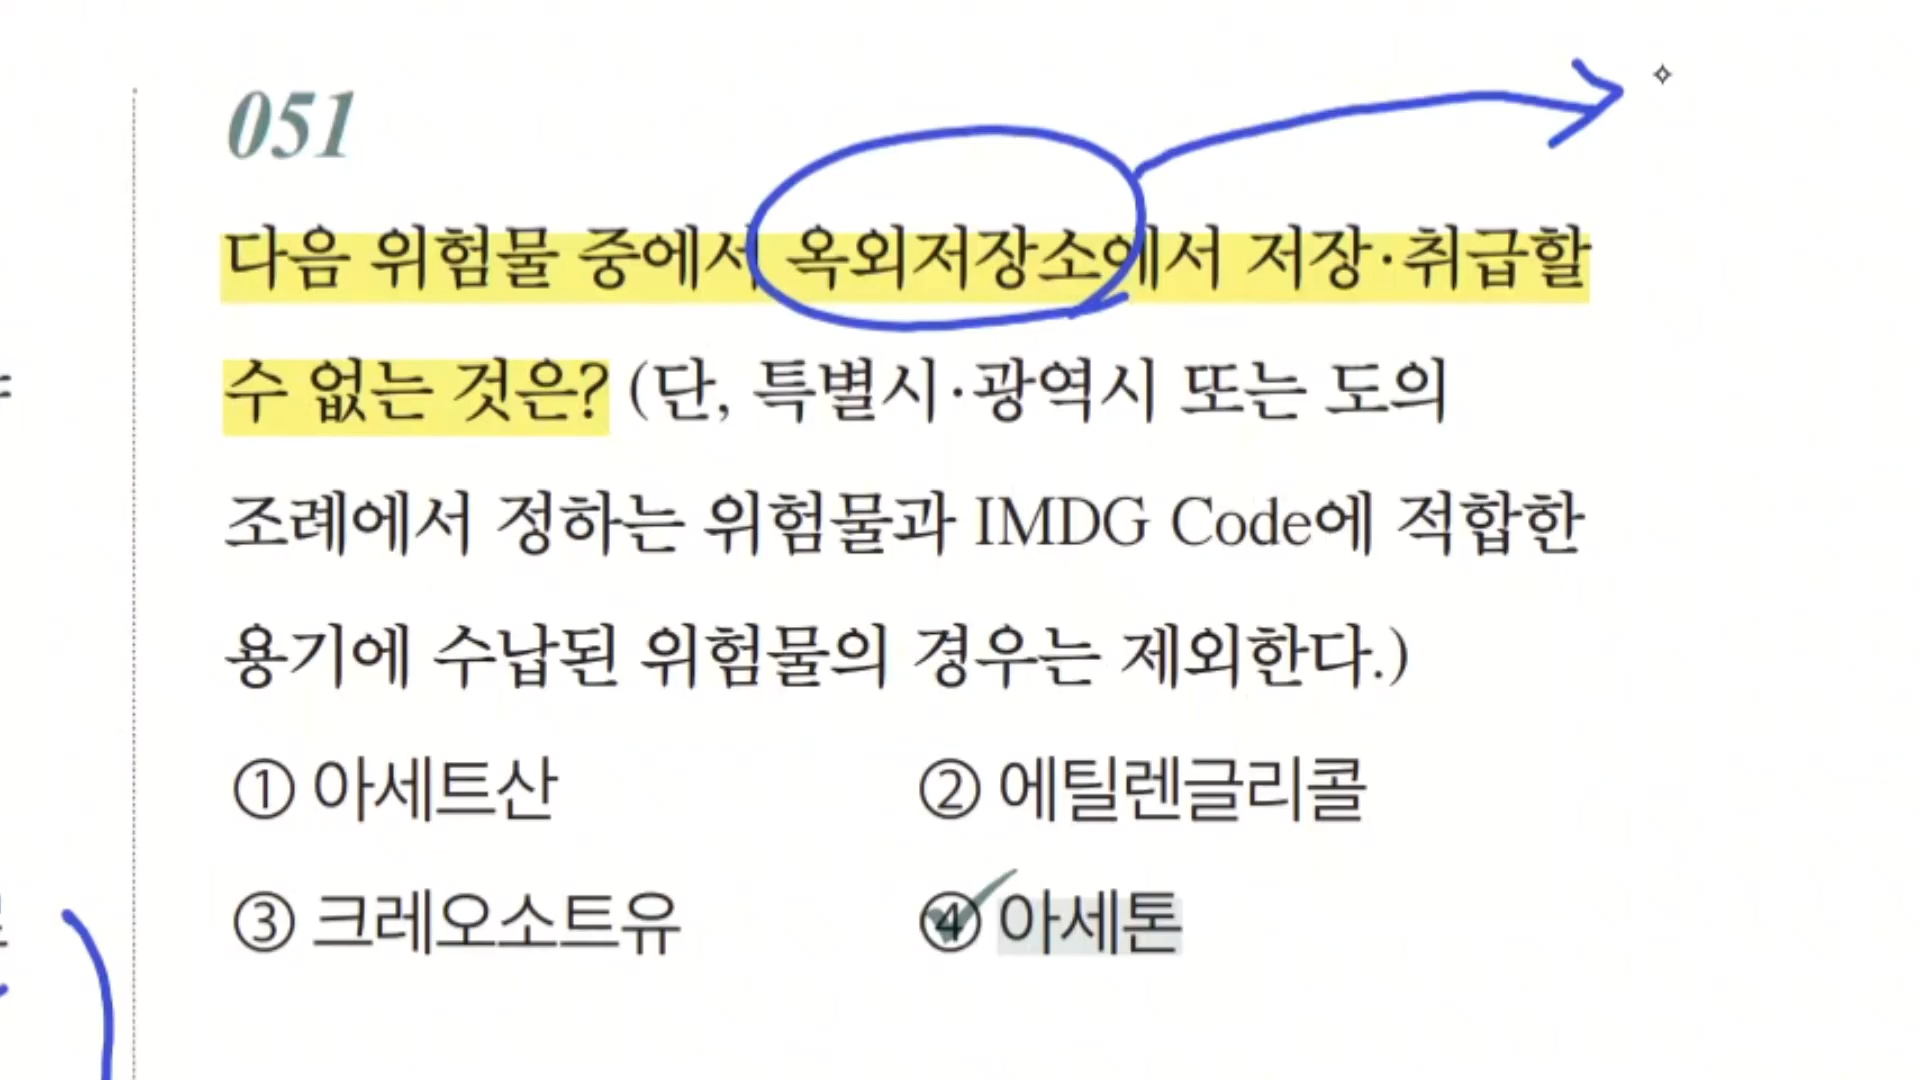 051
다음 위험물 중에서 옥외저장소에서 저장·취급할
수 없는 것은? (단, 특별시·광역시 또는 도의
조례에서 정하는 위험물과 IMDG Code에 적합한
용기에 수납된 위험물의 경우는 제외한다.)
① 아세트산 ② 에틸렌글리콜
③ 크레오소트유 ④ 아세톤